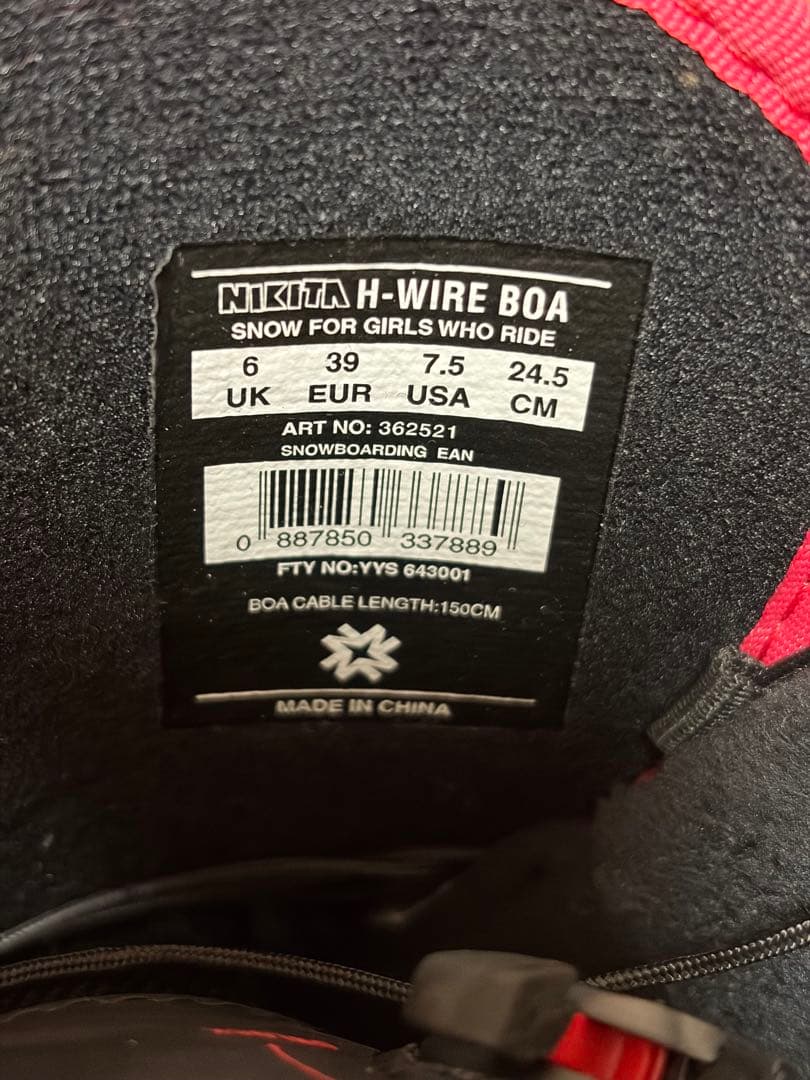 NIKITA H-WIRE BOA
SNOW FOR GIRLS WHO RIDE
6 39 7.5 24.5
UK EUR USA CM
ART NO: 362521
SNOWBOARDING EAN
0 887850 337889
FTY NO:YYS 643001
BOA CABLE LENGTH:150CM
MADE IN CHINA